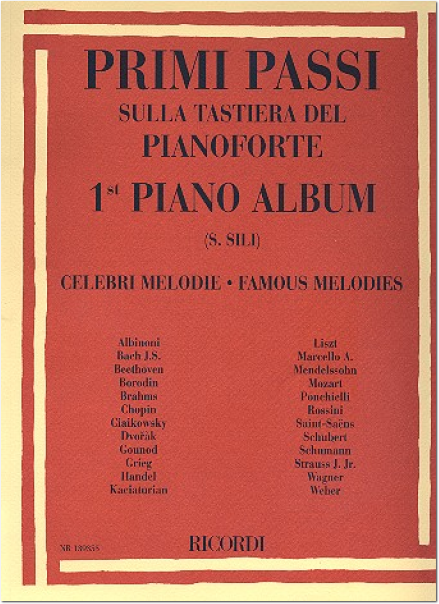 PRIMI PASSI
SULLA TASTIERA DEL
PIANOFORTE
1st PIANO ALBUM
(S. SILI)
CELEBRI MELODIE • FAMOUS MELODIES
Albinoni
Bach J.S.
Beethoven
Borodin
Brahms
Chopin
Ciaikowsky
Dvořák
Gounod
Grieg
Handel
Kaciaturian
Liszt
Marcello A.
Mendelssohn
Mozart
Ponchielli
Rossini
Saint-Saëns
Schubert
Schumann
Strauss J. Jr.
Wagner
Weber
NR
RICORDI